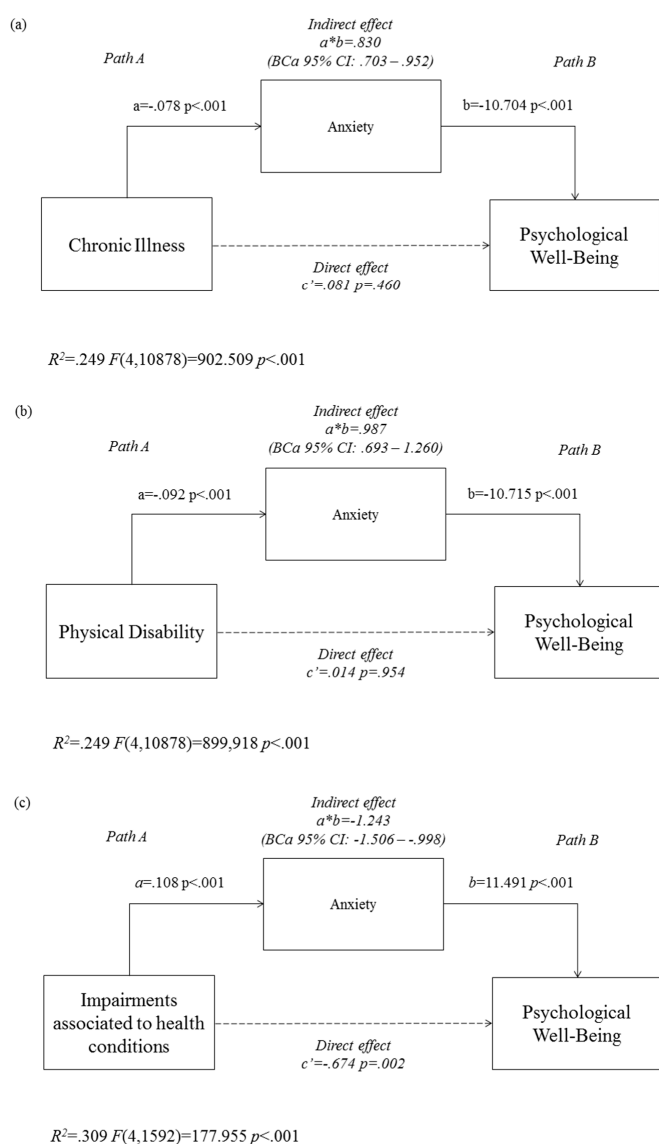 (a)
Indirect effect
a*b=.830
(BCa 95% CI: .703 – .952)
Path A
Path B
a=-.078 p<.001
Anxiety
b=-10.704 p<.001
Chronic Illness
Psychological
Well-Being
Direct effect
c’=.081 p=.460
R²=.249 F(4,10878)=902.509 p<.001
(b)
Indirect effect
a*b=.987
(BCa 95% CI: .693 – 1.260)
Path A
Path B
a=-.092 p<.001
Anxiety
b=-10.715 p<.001
Physical Disability
Psychological
Well-Being
Direct effect
c’=.014 p=.954
R²=.249 F(4,10878)=899,918 p<.001
(c)
Indirect effect
a*b=-1.243
(BCa 95% CI: -1.506 – -.998)
Path A
Path B
a=.108 p<.001
Anxiety
b=11.491 p<.001
Impairments
associated to health
conditions
Psychological
Well-Being
Direct effect
c’=-.674 p=.002
R²=.309 F(4,1592)=177.955 p<.001